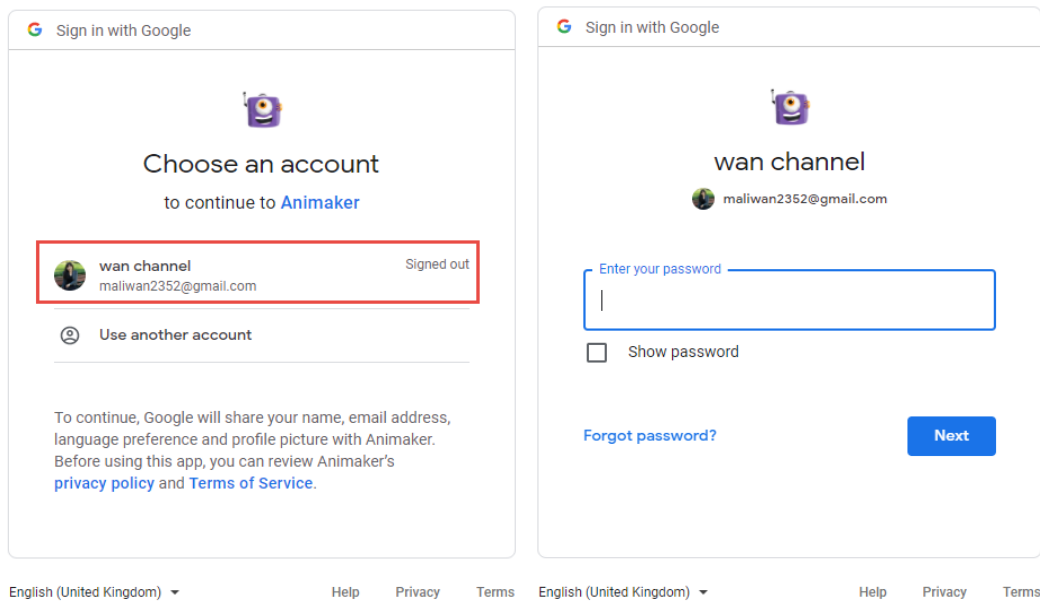 Sign in with Google
Choose an account
to continue to Animaker
wan channel
Signed out
maliwan2352@gmail.com
Use another account
To continue, Google will share your name, email address,
language preference and profile picture with Animaker.
Before using this app, you can review Animaker's
privacy policy and Terms of Service.
English (United Kingdom)
Help
Privacy
Terms
Sign in with Google
wan channel
maliwan2352@gmail.com
Enter your password
Show password
Forgot password?
Next
English (United Kingdom)
Help
Privacy
Terms